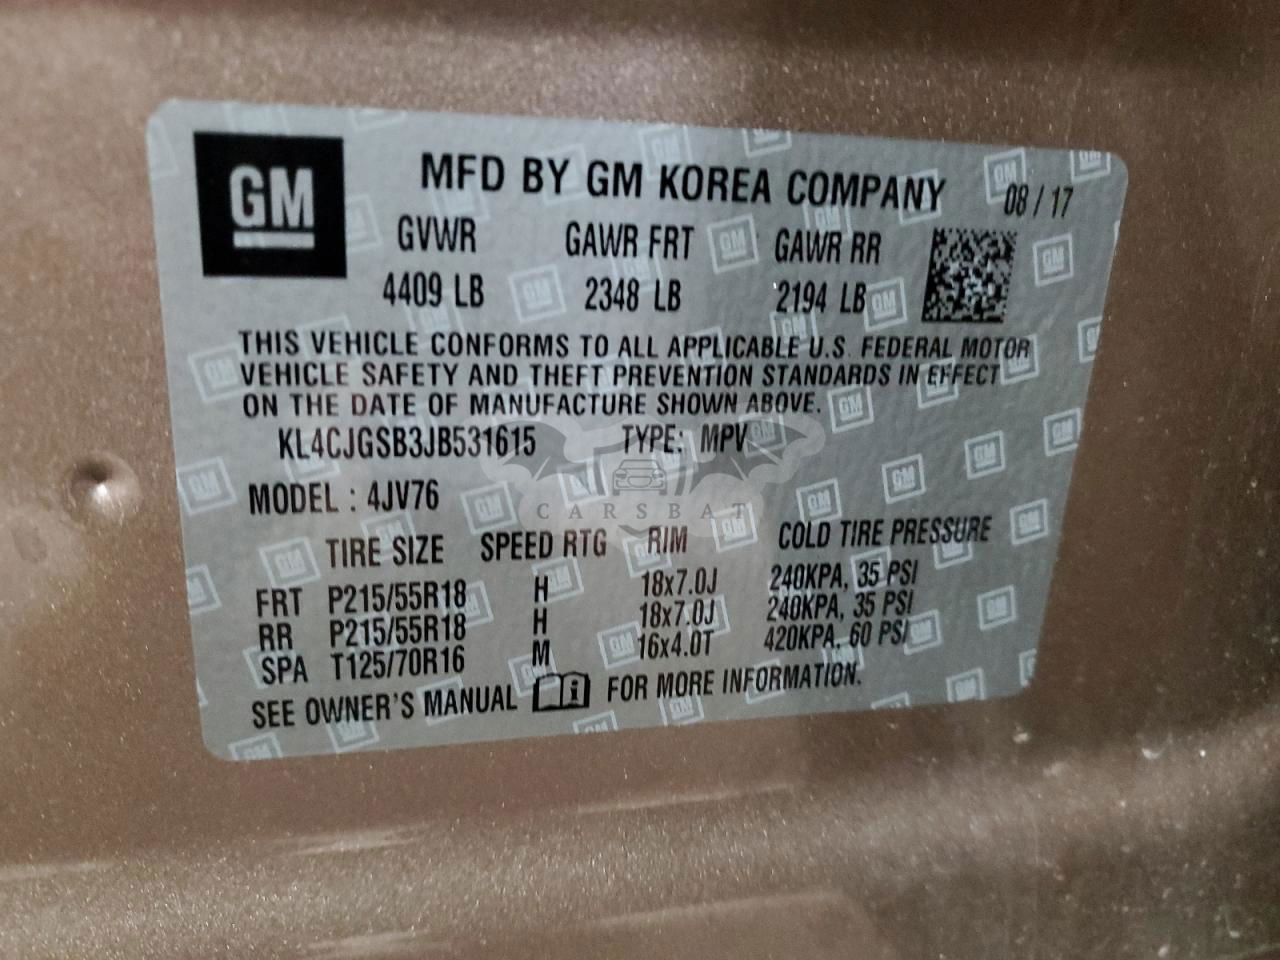 GM
MFD BY GM KOREA COMPANY 08 / 17
GVWR GAWR FRT GAWR RR
4409 LB 2348 LB 2194 LB
THIS VEHICLE CONFORMS TO ALL APPLICABLE U.S. FEDERAL MOTOR
VEHICLE SAFETY AND THEFT PREVENTION STANDARDS IN EFFECT
ON THE DATE OF MANUFACTURE SHOWN ABOVE.
KL4CJGSB3JB531615 TYPE: MPV
MODEL : 4JV76
CARSBAT
TIRE SIZE SPEED RTG RIM COLD TIRE PRESSURE
FRT P215/55R18 H 18x7.0J 240KPA, 35 PSI
RR P215/55R18 H 18x7.0J 240KPA, 35 PSI
SPA T125/70R16 M 16x4.0T 420KPA, 60 PSI
SEE OWNER'S MANUAL FOR MORE INFORMATION.